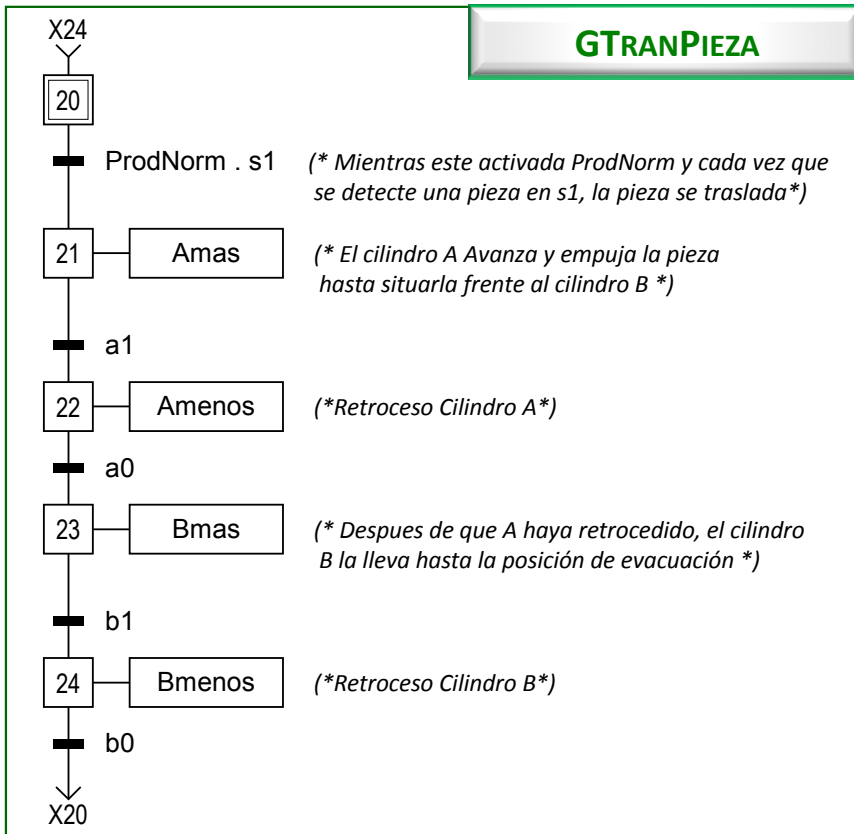 X24
GTRANPIEZA
20
ProdNorm . s1
(* Mientras este activada ProdNorm y cada vez que
se detecte una pieza en s1, la pieza se traslada*)
21
Amas
(* El cilindro A Avanza y empuja la pieza
hasta situarla frente al cilindro B *)
a1
22
Amenos
(*Retroceso Cilindro A*)
a0
23
Bmas
(* Despues de que A haya retrocedido, el cilindro
B la lleva hasta la posición de evacuación *)
b1
24
Bmenos
(*Retroceso Cilindro B*)
b0
X20